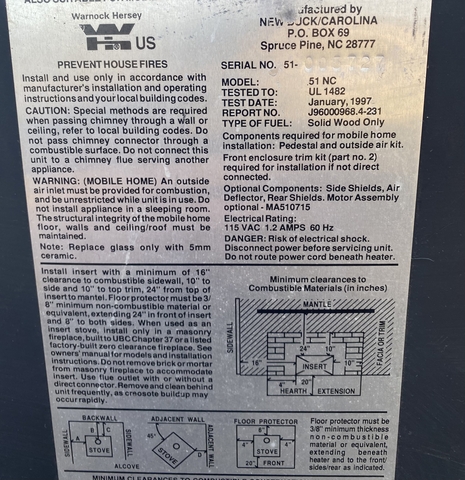 ALSO SUITABLE FOR MOBIL
Warnock Hersey
WH US
Manufactured by
NEW BUCK/CAROLINA
P.O. BOX 69
Spruce Pine, NC 28777
SERIAL NO. 51-
PREVENT HOUSE FIRES
Install and use only in accordance with
manufacturer's installation and operating
instructions and your local building codes.
CAUTION: Special methods are required
when passing chimney through a wall or
ceiling, refer to local building codes. Do
not pass chimney connector through a
combustible surface. Do not connect this
unit to a chimney flue serving another
appliance.
WARNING: (MOBILE HOME) An outside
air inlet must be provided for combustion,
and be unrestricted while unit is in use. Do
not install appliance in a sleeping room.
The structural integrity of the mobile home
floor, walls and ceiling/roof must be
maintained.
Note: Replace glass only with 5mm
ceramic.
MODEL: 51 NC
TESTED TO: UL 1482
TEST DATE: January, 1997
REPORT NO. J96000968.4-231
TYPE OF FUEL: Solid Wood Only
Components required for mobile home
installation: Pedestal and outside air kit.
Front enclosure trim kit (part no. 2)
required for installation if not direct
connected.
Optional Components: Side Shields, Air
Deflector, Rear Shields. Motor Assembly
optional - MA510715
Electrical Rating:
115 VAC 1.2 AMPS 60 Hz
DANGER: Risk of electrical shock.
Disconnect power before servicing unit.
Do not route power cord beneath heater.
Install insert with a minimum of 16"
clearance to combustible sidewall, 10" to
side and 10" to top trim, 24" from top of
insert to mantel. Floor protector must be 3/
8" minimum non-combustible material or
equivalent, extending 24" in front of insert
and 8" to both sides. When used as an
insert stove, install only in a masonry
fireplace, built to UBC Chapter 37 or a listed
factory-built zero clearance fireplace. See
owners' manual for models and installation
instructions. Do not remove brick or mortar
from masonry fireplace to accommodate
insert. Use flue outlet with or without a
direct connector. Remove and clean behind
unit frequently, as creosote buildup may
occur rapidly.
Minimum clearances to
Combustible Materials (in inches)
MANTLE
SIDEWALL
FACIA OR TRIM
24" 10"
16" INSERT 10"
4" 20"
HEARTH EXTENSION
BACKWALL
SIDEWALL
A B C
STOVE
SIDEWALL
ALCOVE
ADJACENT WALL
45°
STOVE
D
ADJACENT WALL
FLOOR PROTECTOR
8"
STOVE
20" FRONT
Floor protector must be
3/8" minimum thickness
non-combustible
material or equivalent,
extending beneath
heater and to the front/
sides/rear as indicated.
MINIMUM CLEARANCES TO COMBUSTIBLE